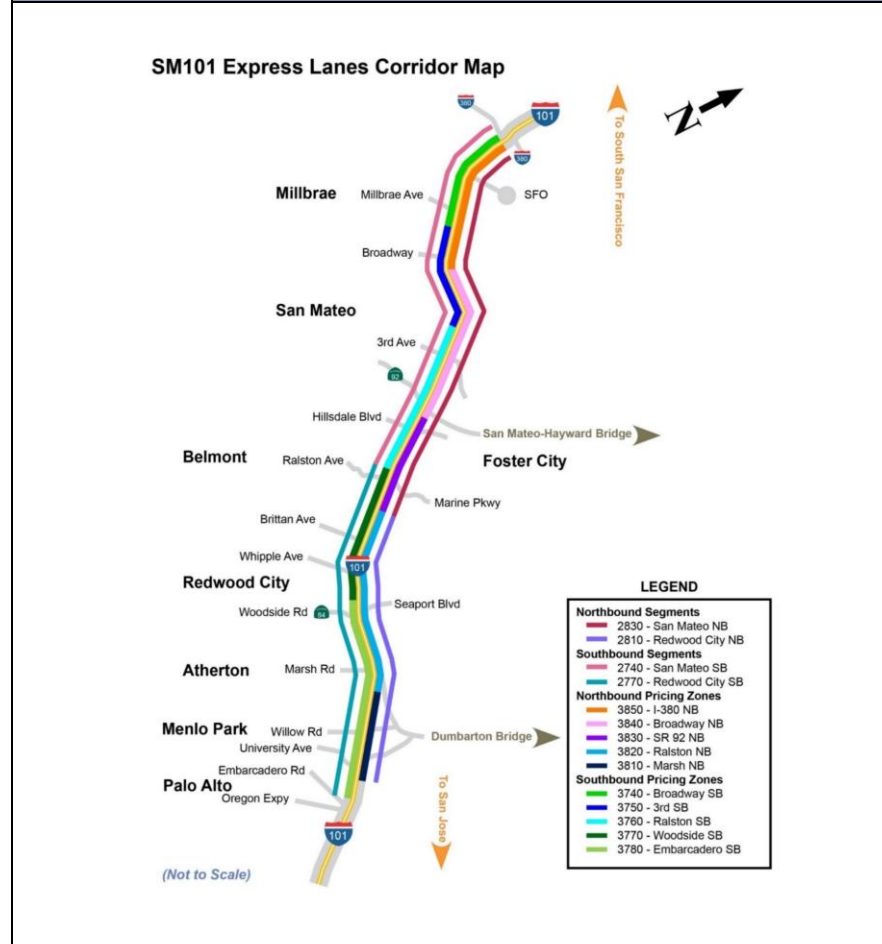 SM101 Express Lanes Corridor Map
380
101
N
To South San Francisco
380
Millbrae
Millbrae Ave
SFO
Broadway
San Mateo
3rd Ave
92
Hillsdale Blvd
San Mateo-Hayward Bridge
Belmont
Ralston Ave
Foster City
Marine Pkwy
Brittan Ave
Whipple Ave
101
Redwood City
Seaport Blvd
Woodside Rd
84
Atherton
Marsh Rd
Menlo Park
Willow Rd
Dumbarton Bridge
University Ave
Embarcadero Rd
Palo Alto
Oregon Expy
To San Jose
101
(Not to Scale)
LEGEND
Northbound Segments
2830 - San Mateo NB
2810 - Redwood City NB
Southbound Segments
2740 - San Mateo SB
2770 - Redwood City SB
Northbound Pricing Zones
3850 - I-380 NB
3840 - Broadway NB
3830 - SR 92 NB
3820 - Ralston NB
3810 - Marsh NB
Southbound Pricing Zones
3740 - Broadway SB
3750 - 3rd SB
3760 - Ralston SB
3770 - Woodside SB
3780 - Embarcadero SB